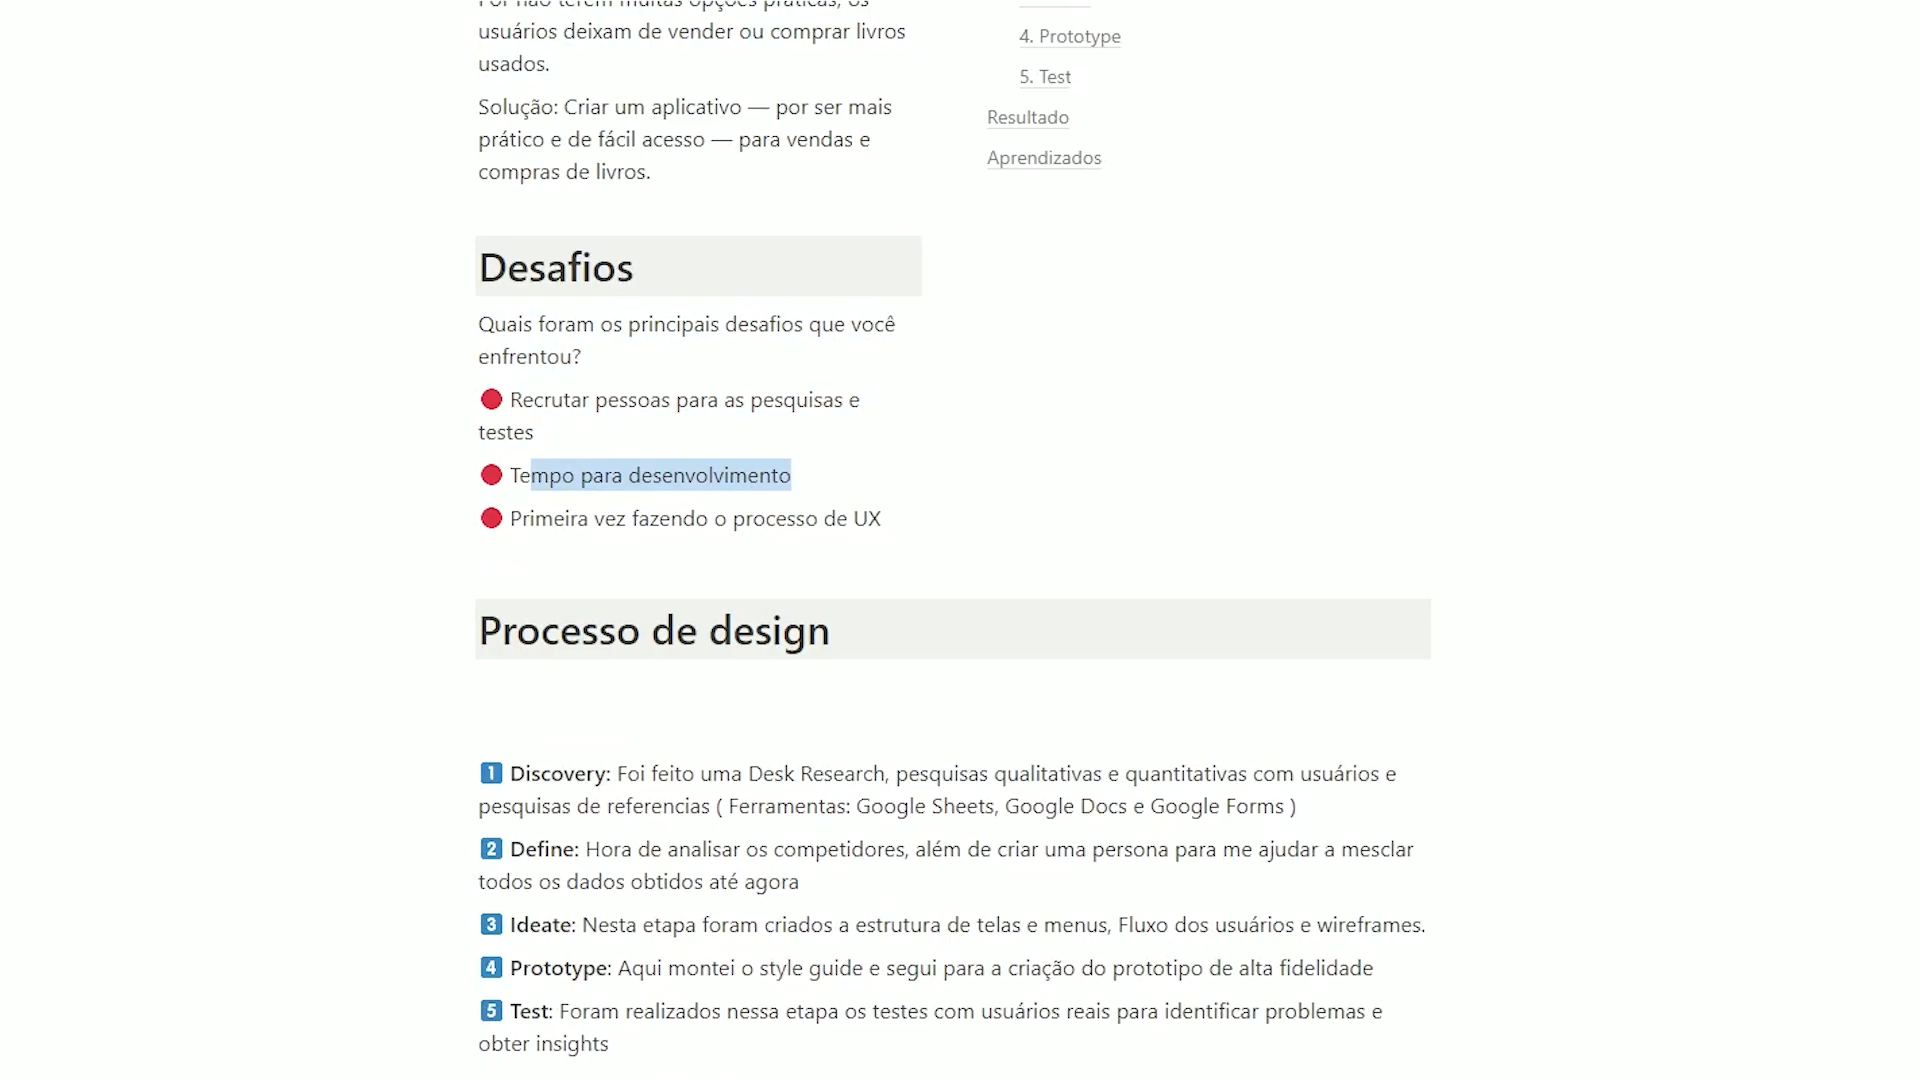 Por não terem muitas opções práticas, os
usuários deixam de vender ou comprar livros
usados.
Solução: Criar um aplicativo — por ser mais
prático e de fácil acesso — para vendas e
compras de livros.
4. Prototype
5. Test
Resultado
Aprendizados
Desafios
Quais foram os principais desafios que você
enfrentou?
🔴 Recrutar pessoas para as pesquisas e
testes
🔴 Tempo para desenvolvimento
🔴 Primeira vez fazendo o processo de UX
Processo de design
1️⃣ Discovery: Foi feito uma Desk Research, pesquisas qualitativas e quantitativas com usuários e
pesquisas de referencias ( Ferramentas: Google Sheets, Google Docs e Google Forms )
2️⃣ Define: Hora de analisar os competidores, além de criar uma persona para me ajudar a mesclar
todos os dados obtidos até agora
3️⃣ Ideate: Nesta etapa foram criados a estrutura de telas e menus, Fluxo dos usuários e wireframes.
4️⃣ Prototype: Aqui montei o style guide e segui para a criação do prototipo de alta fidelidade
5️⃣ Test: Foram realizados nessa etapa os testes com usuários reais para identificar problemas e
obter insights